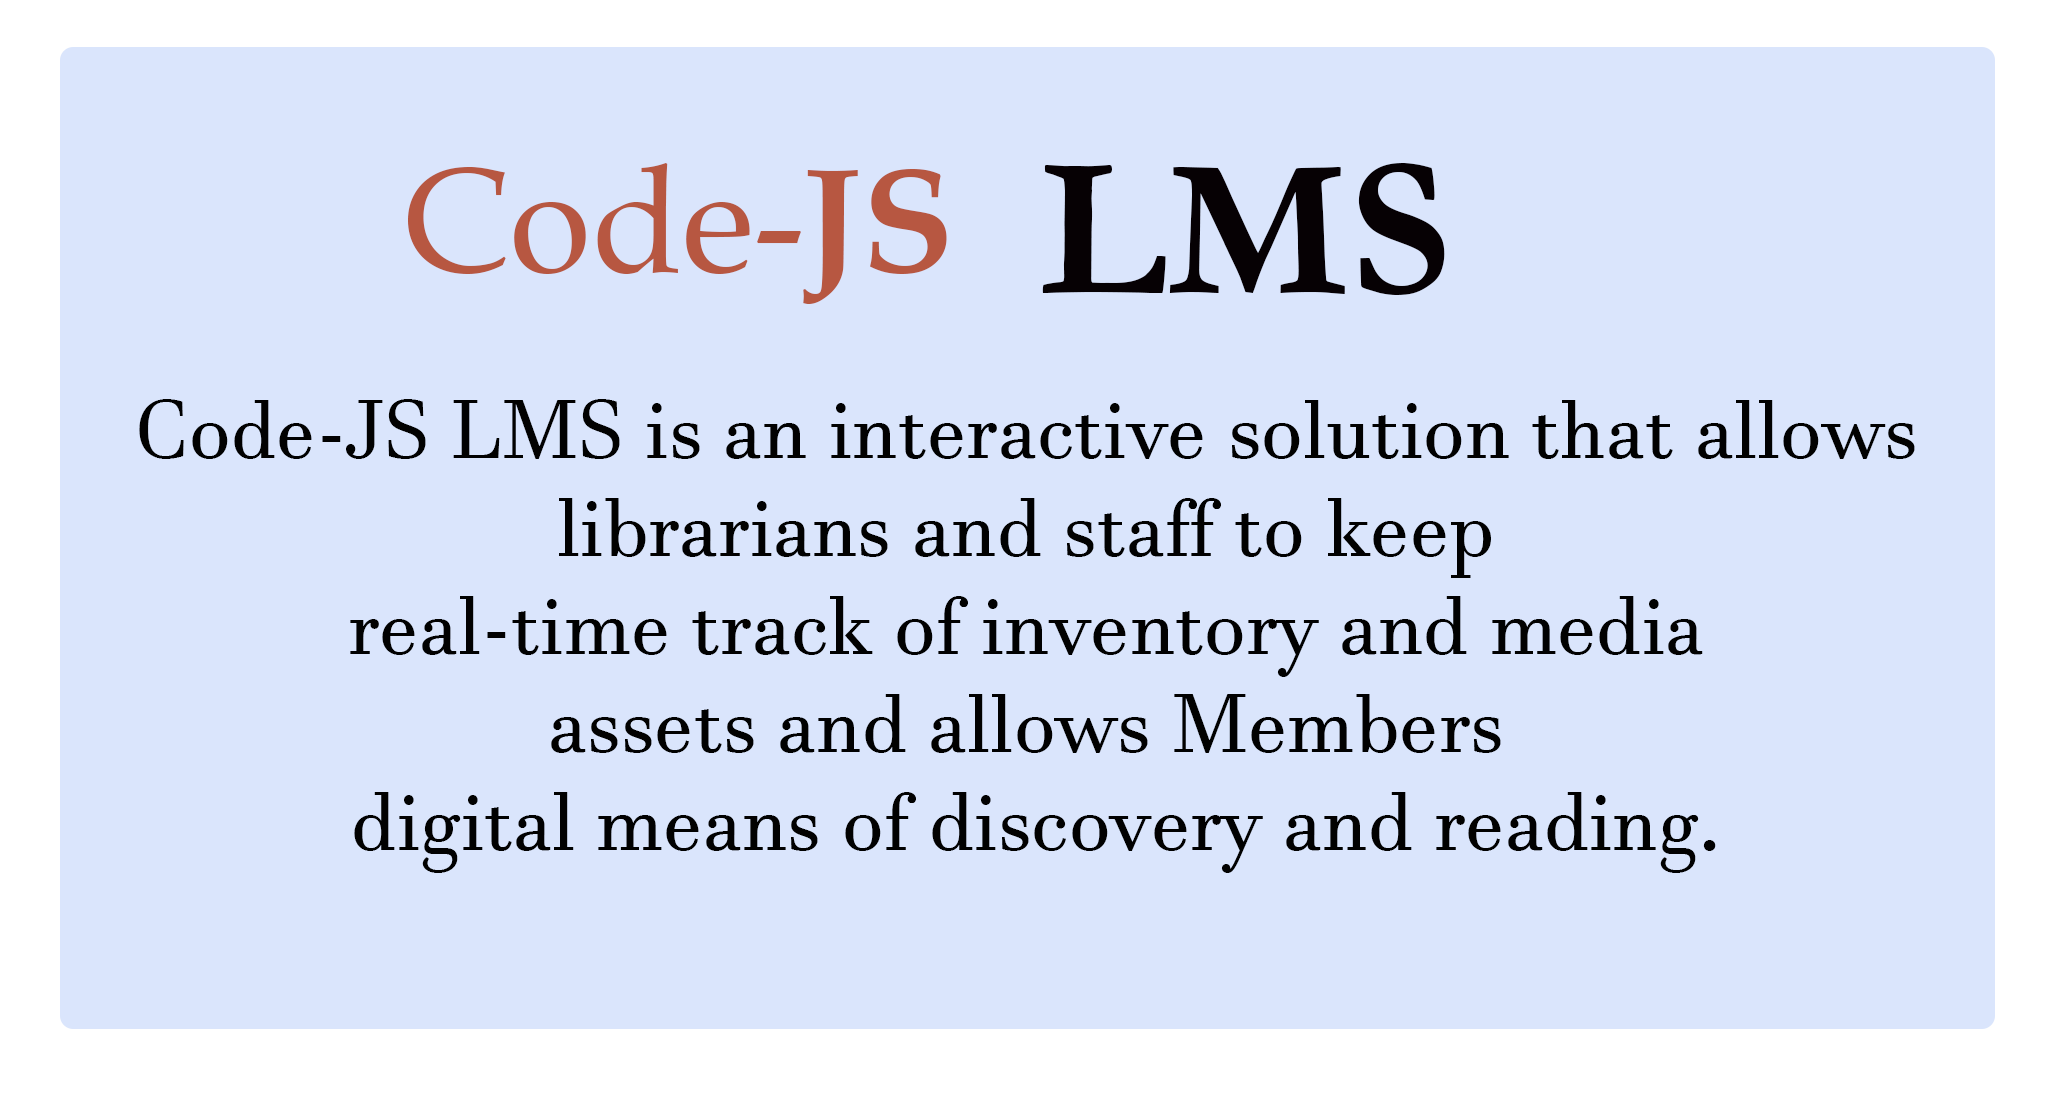 Code-JS LMS
Code-JS LMS is an interactive solution that allows
librarians and staff to keep
real-time track of inventory and media
assets and allows Members
digital means of discovery and reading.